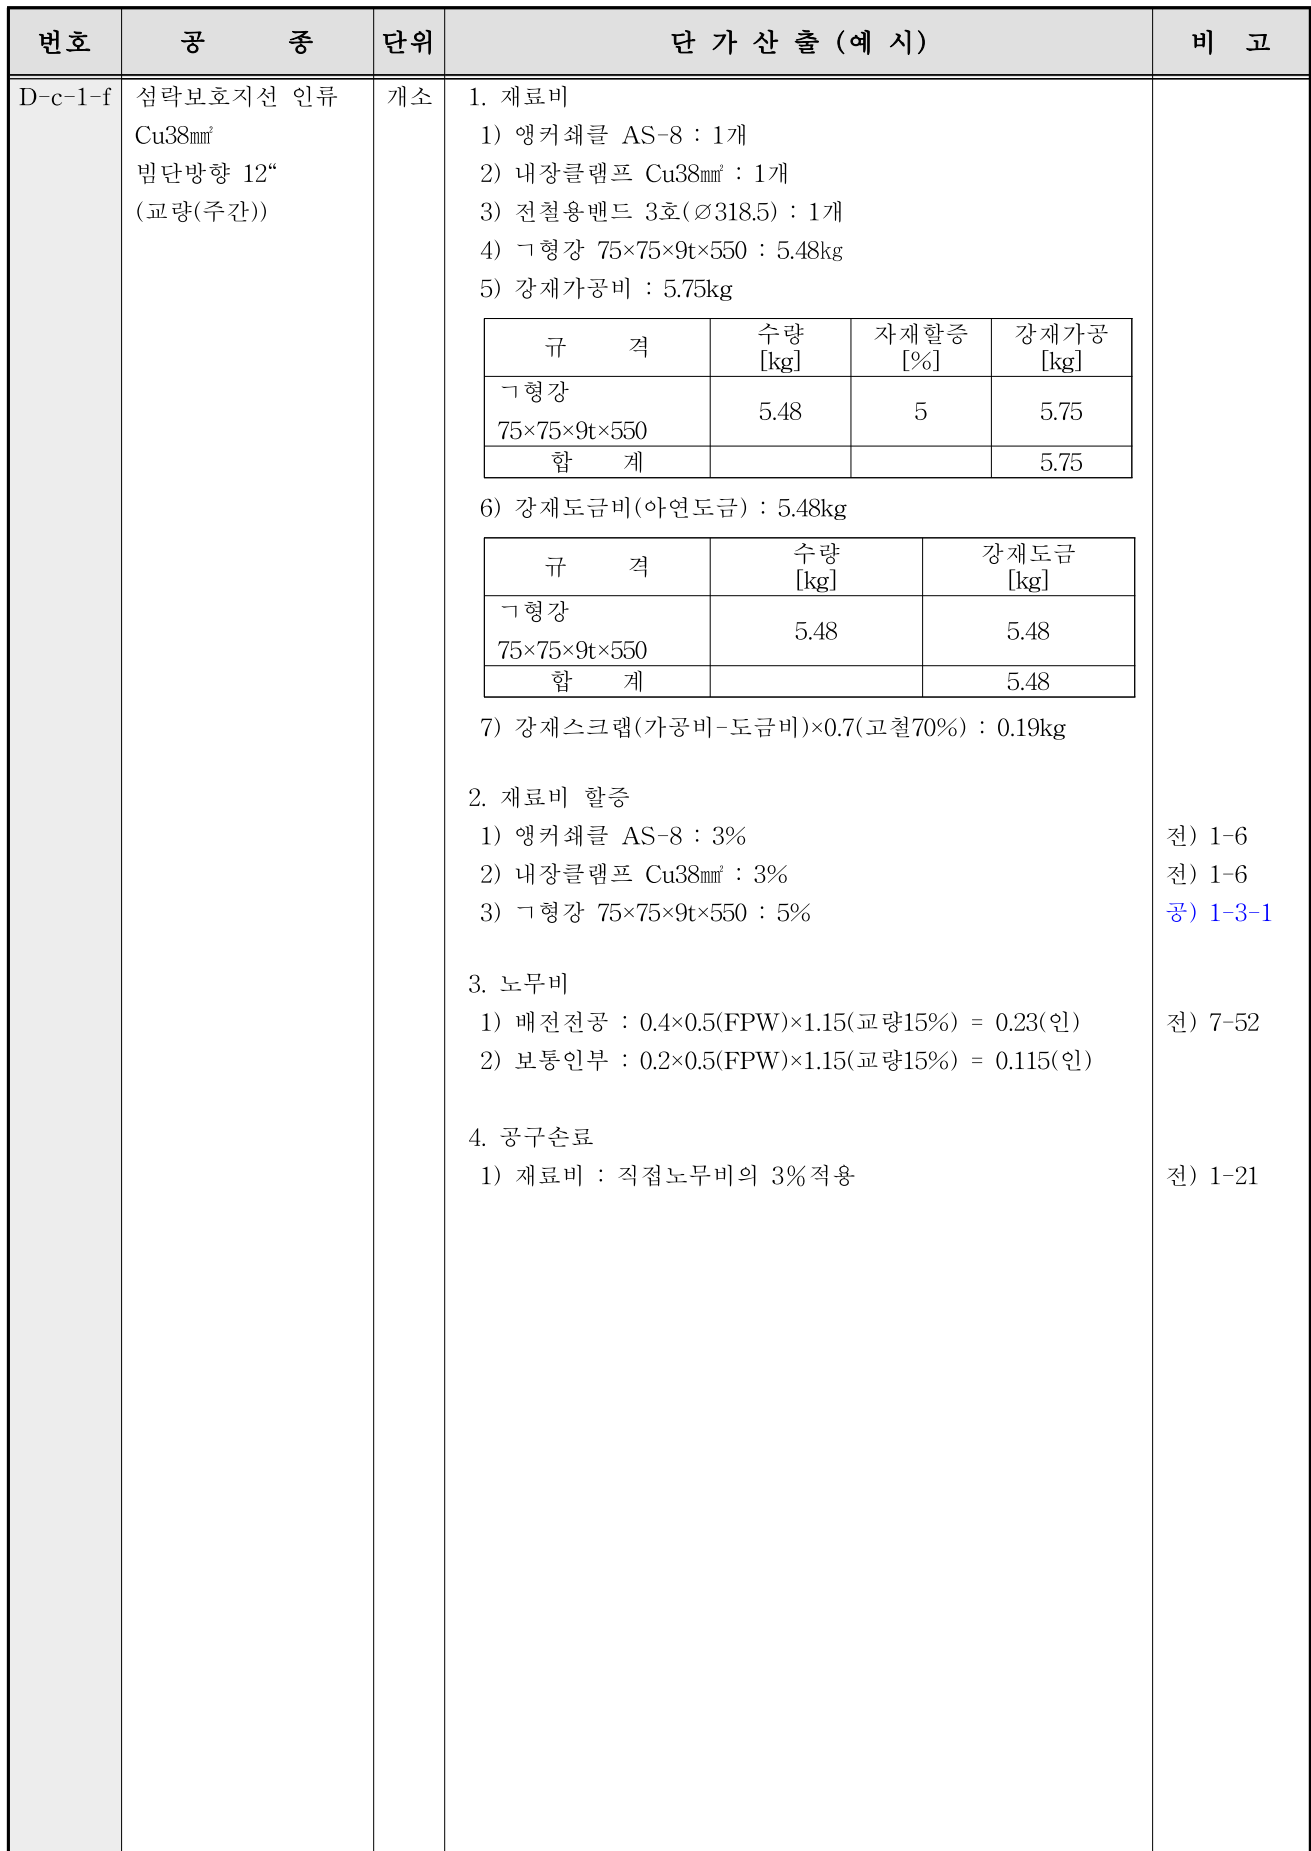 번호 공 종 단위 단 가 산 출 (예 시) 비 고
D-c-1-f 섬락보호지선 인류 개소 1. 재료비
Cu38㎟ 1) 앵커쇄클 AS-8 : 1개
빔단방향 12“ 2) 내장클램프 Cu38㎟ : 1개
(교량(주간)) 3) 전철용밴드 3호(∅318.5) : 1개
4) ㄱ형강 75×75×9t×550 : 5.48㎏
5) 강재가공비 : 5.75kg
규 격 수량 [kg] 자재할증 [%] 강재가공 [kg]
ㄱ형강
75×75×9t×550 5.48 5 5.75
합 계 5.75
6) 강재도금비(아연도금) : 5.48kg
규 격 수량 [kg] 강재도금 [kg]
ㄱ형강
75×75×9t×550 5.48 5.48
합 계 5.48
7) 강재스크랩(가공비-도금비)×0.7(고철70%) : 0.19kg
2. 재료비 할증
1) 앵커쇄클 AS-8 : 3% 전) 1-6
2) 내장클램프 Cu38㎟ : 3% 전) 1-6
3) ㄱ형강 75×75×9t×550 : 5% 공) 1-3-1
3. 노무비
1) 배전전공 : 0.4×0.5(FPW)×1.15(교량15%) = 0.23(인) 전) 7-52
2) 보통인부 : 0.2×0.5(FPW)×1.15(교량15%) = 0.115(인)
4. 공구손료
1) 재료비 : 직접노무비의 3%적용 전) 1-21